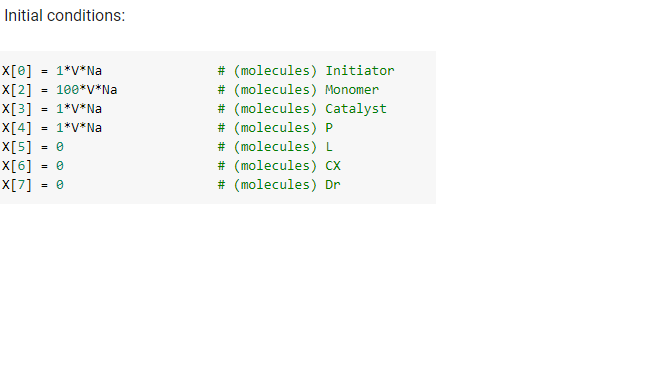 Initial conditions:
X[0] = 1*V*Na # (molecules) Initiator
X[2] = 100*V*Na # (molecules) Monomer
X[3] = 1*V*Na # (molecules) Catalyst
X[4] = 1*V*Na # (molecules) P
X[5] = 0 # (molecules) L
X[6] = 0 # (molecules) CX
X[7] = 0 # (molecules) Dr